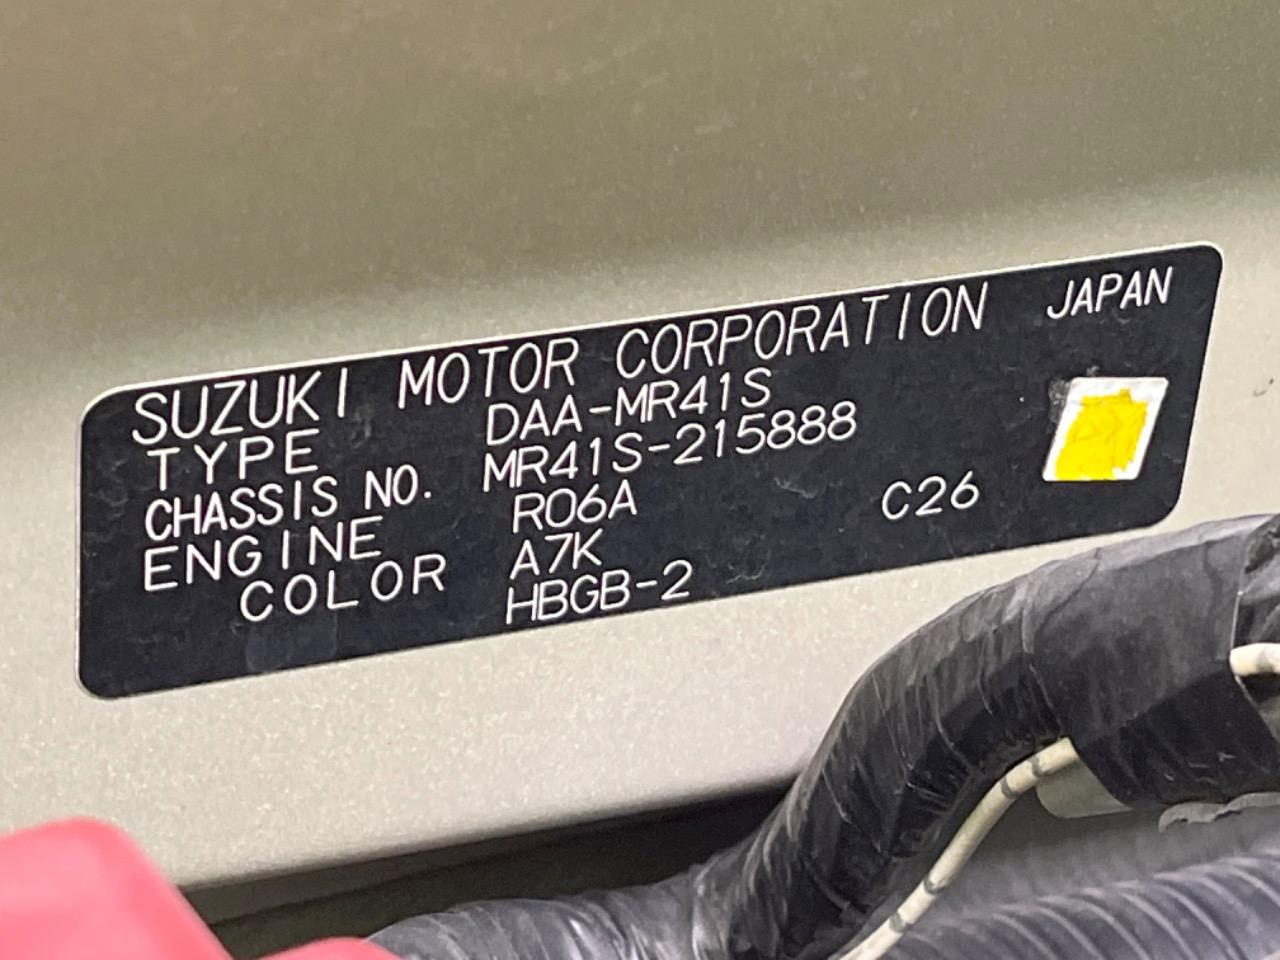 SUZUKI MOTOR CORPORATION JAPAN
TYPE DAA-MR41S
CHASSIS NO. MR41S-215888
ENGINE R06A
COLOR A7K C26
HBGB-2